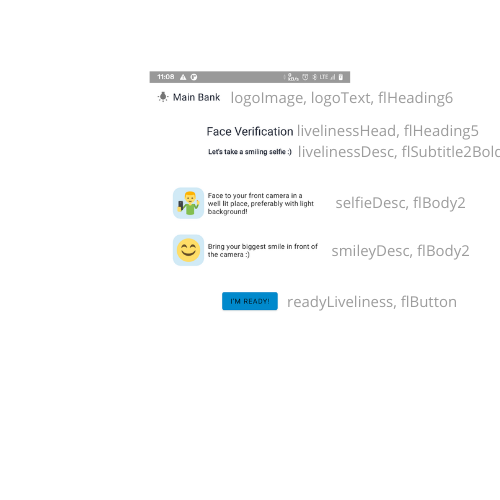 11:08 LTE
Main Bank logoImage, logoText, flHeading6
Face Verification livelinessHead, flHeading5
Let's take a smiling selfie :) livelinessDesc, flSubtitle2Bold
Face to your front camera in a
well lit place, preferably with light
background!
selfieDesc, flBody2
Bring your biggest smile in front of
the camera :)
smileyDesc, flBody2
I'M READY! readyLiveliness, flButton